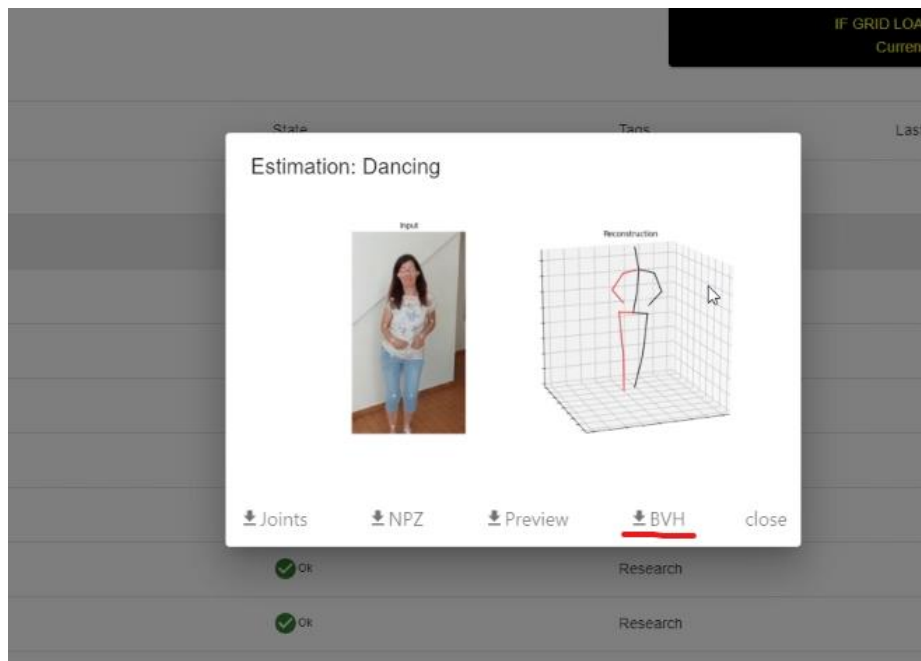 IF GRID LOA
Curren
State
Tags
Las
Estimation: Dancing
Input
Reconstruction
Joints
NPZ
Preview
BVH
close
Ok
Research
Ok
Research